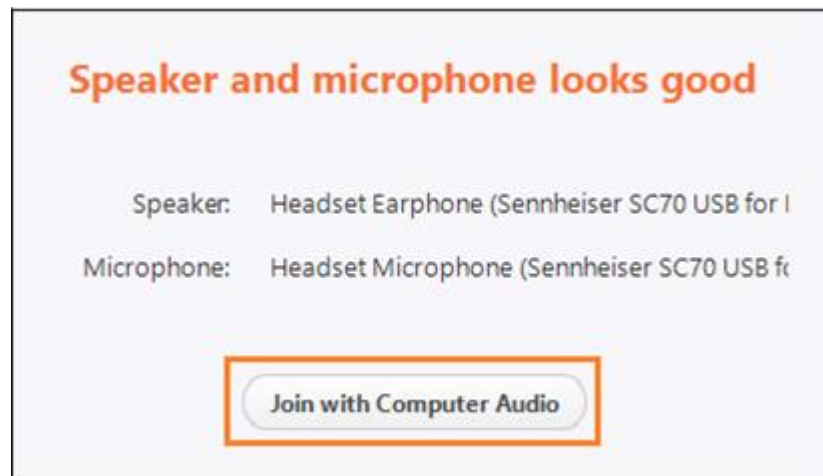 Speaker and microphone looks good
Speaker: Headset Earphone (Sennheiser SC70 USB for
Microphone: Headset Microphone (Sennheiser SC70 USB
Join with Computer Audio